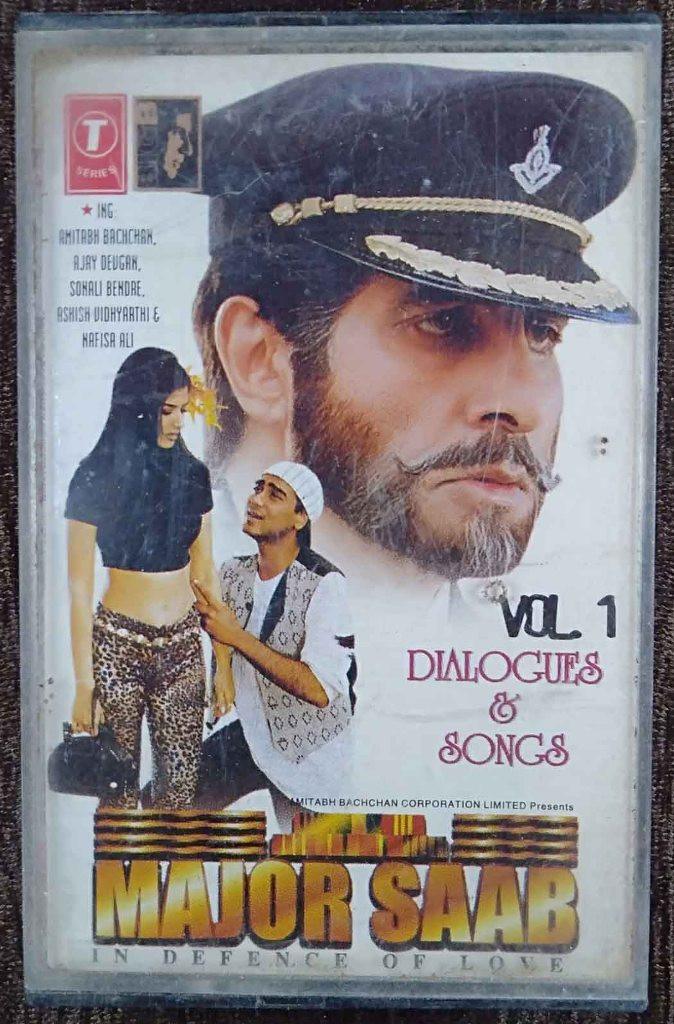 T
SERIES
★ ING
AMITABH BACHCHAN,
AJAY DEVGAN,
SONALI BENDRE,
ASHISH VIDHYARTHI &
NAFISA ALI
VOL. 1
DIALOGUES
&
SONGS
AMITABH BACHCHAN CORPORATION LIMITED Presents
MAJOR SAAB
IN DEFENCE OF LOVE